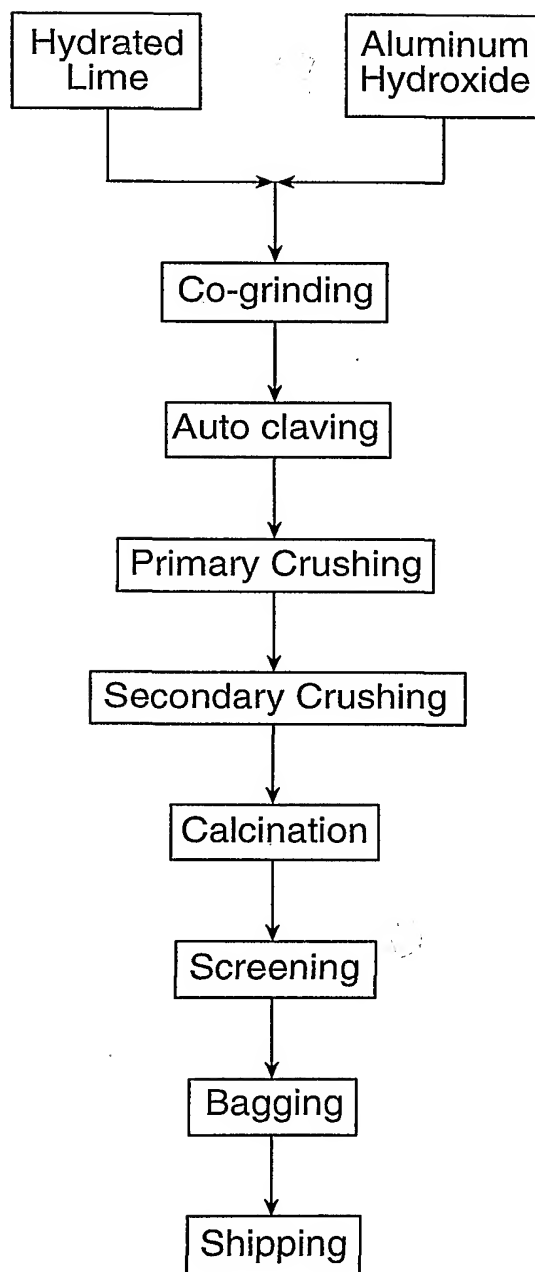 Hydrated
Lime
Aluminum
Hydroxide
Co-grinding
Auto claving
Primary Crushing
Secondary Crushing
Calcination
Screening
Bagging
Shipping